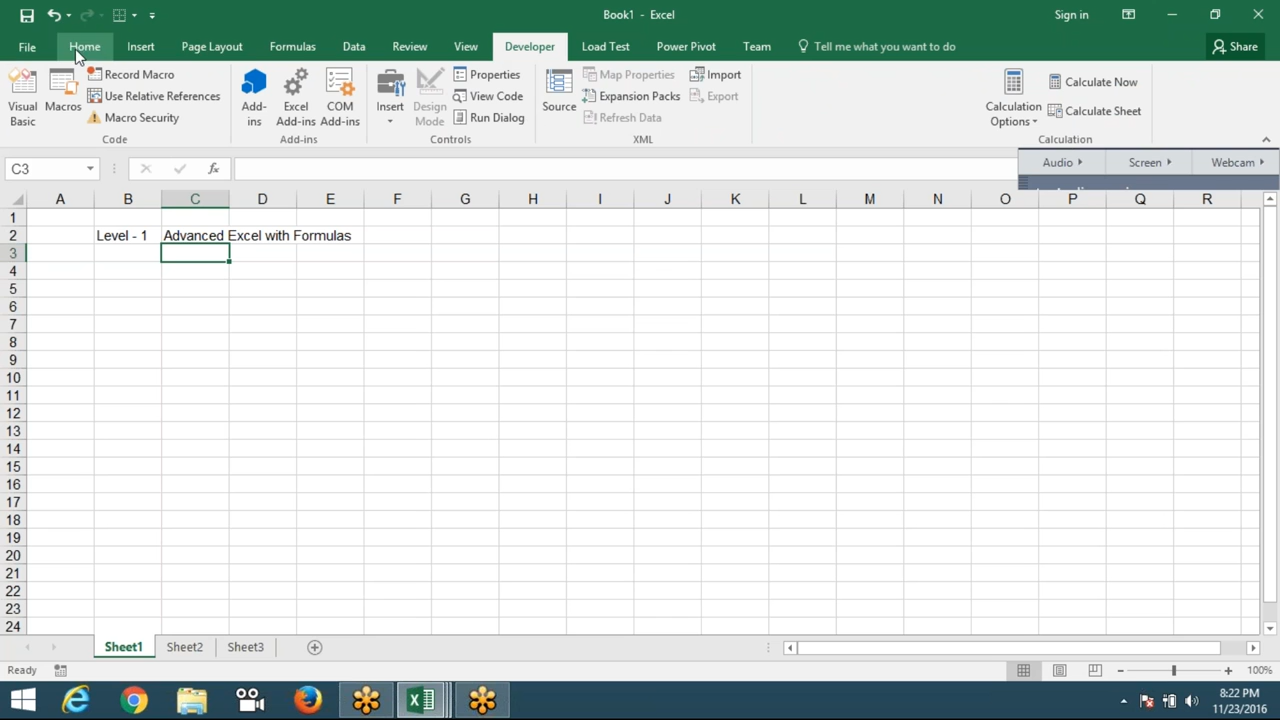 Book1 - Excel
Sign in
File Home Insert Page Layout Formulas Data Review View Developer Load Test Power Pivot Team Tell me what you want to do Share
Visual Basic
Macros
Record Macro
Use Relative References
Macro Security
Code
Add-ins
Excel Add-ins
COM Add-ins
Add-ins
Insert
Design Mode
Properties
View Code
Run Dialog
Controls
Source
Map Properties
Expansion Packs
Refresh Data
Import
Export
XML
Calculation Options
Calculate Now
Calculate Sheet
Calculation
C3
fx
Audio Screen Webcam
A B C D E F G H I J K L M N O P Q R
1
2 Level - 1 Advanced Excel with Formulas
3
4
5
6
7
8
9
10
11
12
13
14
15
16
17
18
19
20
21
22
23
24
Sheet1 Sheet2 Sheet3
Ready
100%
8:22 PM
11/23/2016